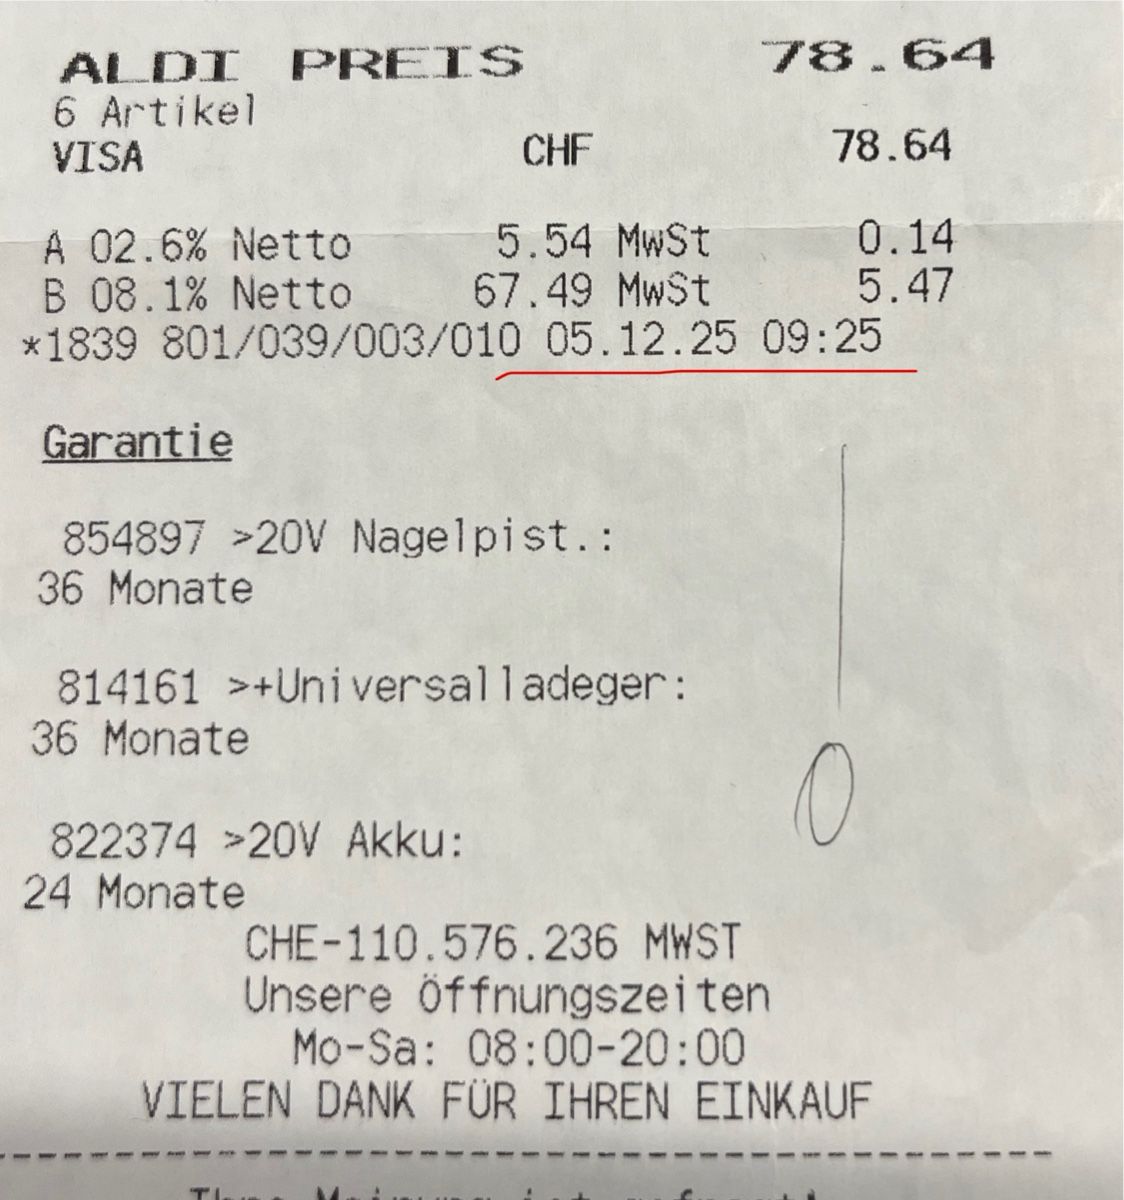 ALDI PREIS 78.64
6 Artikel
VISA CHF 78.64
A 02.6% Netto 5.54 MwSt 0.14
B 08.1% Netto 67.49 MwSt 5.47
*1839 801/039/003/010 05.12.25 09:25
Garantie
854897 >20V Nagelpist.:
36 Monate
814161 >+Universalladeger:
36 Monate
822374 >20V Akku:
24 Monate
CHE-110.576.236 MWST
Unsere Öffnungszeiten
Mo-Sa: 08:00-20:00
VIELEN DANK FÜR IHREN EINKAUF